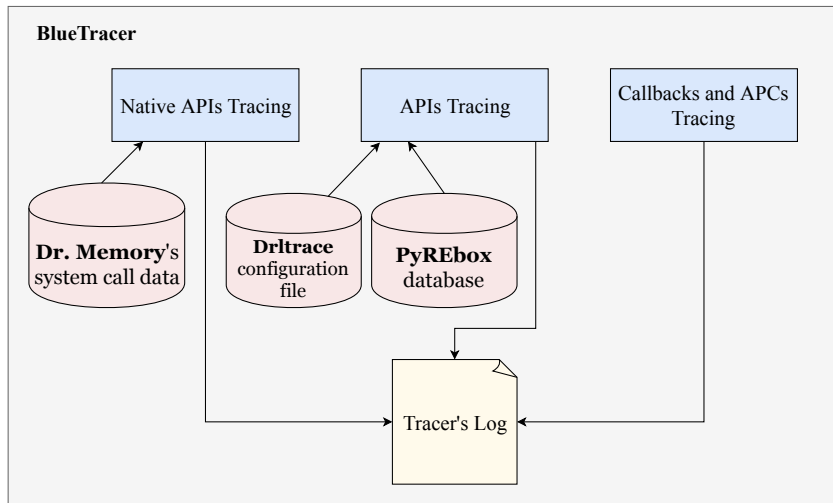 BlueTracer
Native APIs Tracing
APIs Tracing
Callbacks and APCs
Tracing
Dr. Memory's
system call data
Drltrace
configuration
file
PyREbox
database
Tracer's Log